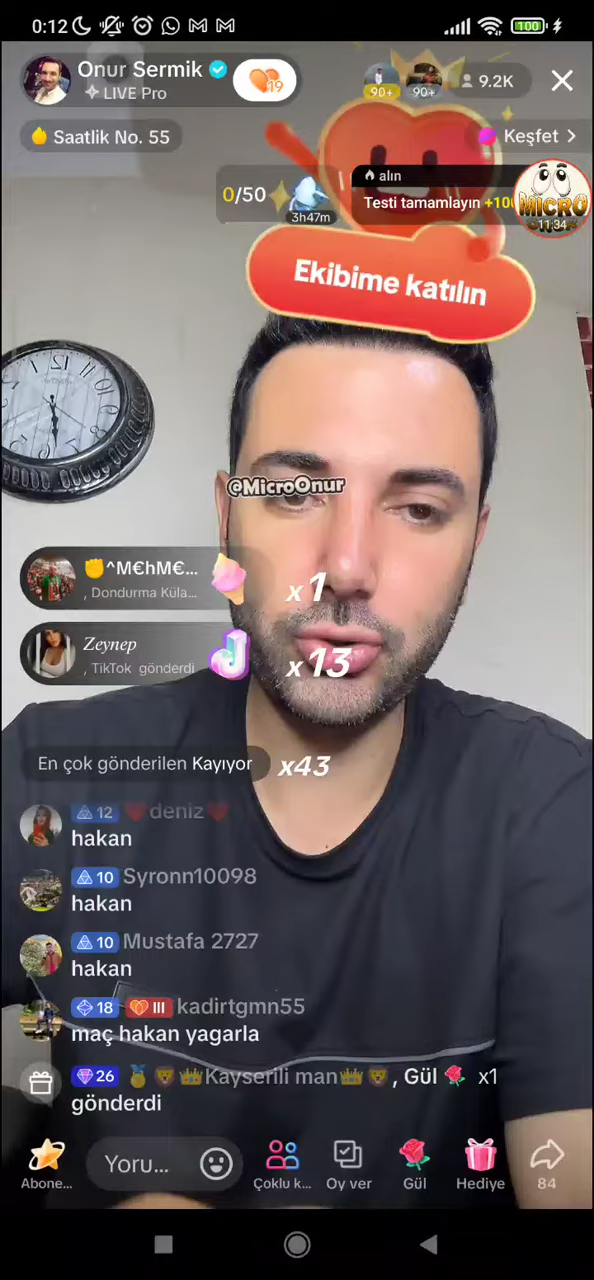 0:12
100
Onur Sermik
LIVE Pro
19
90+
90+
9.2K
Saatlik No. 55
Keşfet >
0/50
3h47m
alın
Testi tamamlayın +100
MICRO
11:34
Ekibime katılın
@MicroOnur
^M€hM€...
, Dondurma Küla...
x1
Zeynep
, TikTok gönderdi
x13
En çok gönderilen Kayıyor
x43
12 ❤️deniz❤️
hakan
10 Syronn10098
hakan
10 Mustafa 2727
hakan
18 III kadirtgmn55
maç hakan yagarla
26 🏅🦁👑Kayserili man👑🦁, Gül 🌹 x1
gönderdi
Yoru...
Abone...
Çoklu k...
Oy ver
Gül
Hediye
84